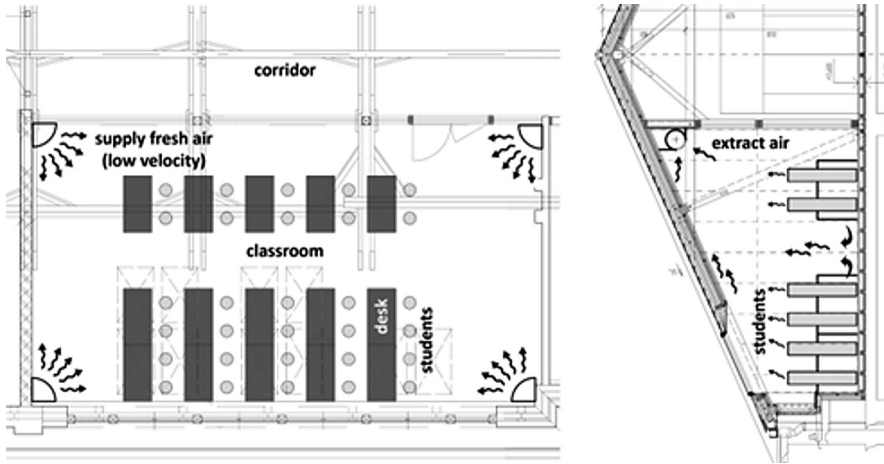 corridor
supply fresh air
(low velocity)
classroom
desk
students
extract air
students